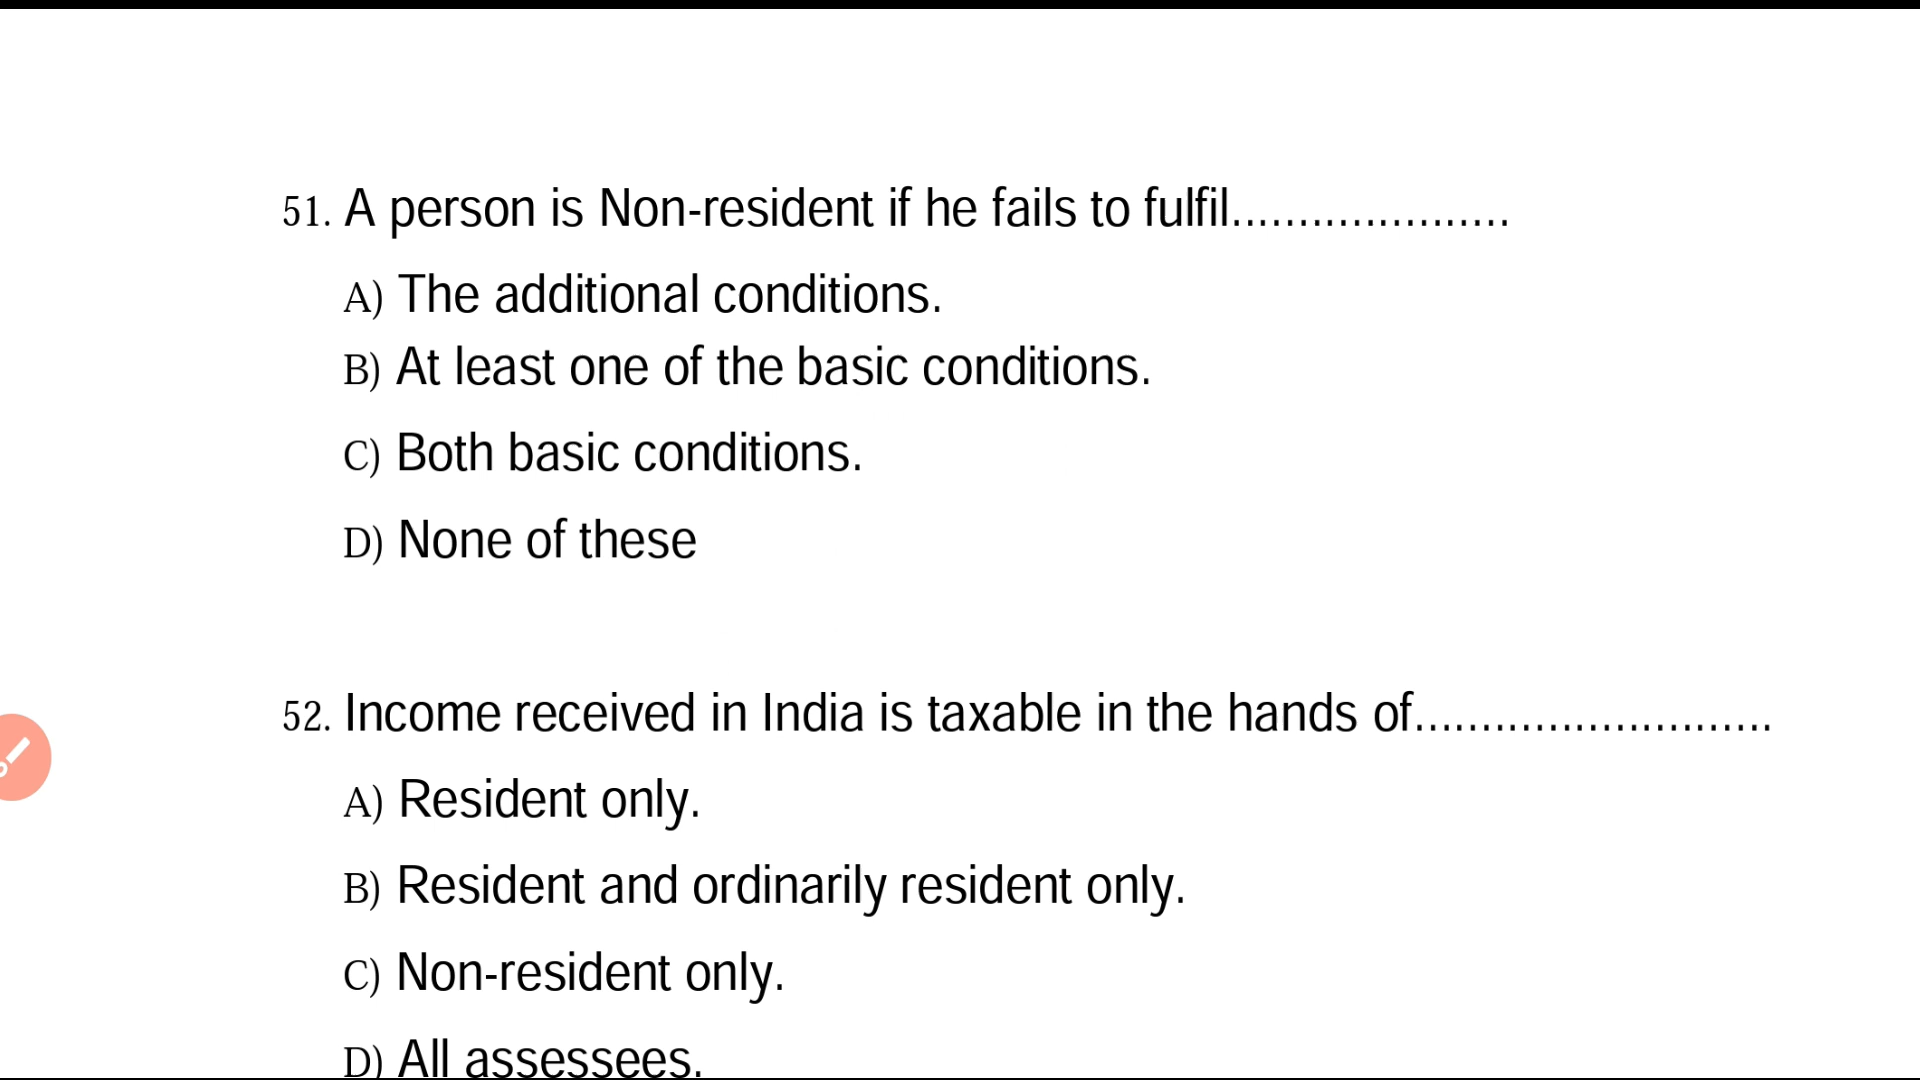 51. A person is Non-resident if he fails to fulfil.....................
A) The additional conditions.
B) At least one of the basic conditions.
C) Both basic conditions.
D) None of these
52. Income received in India is taxable in the hands of...........................
A) Resident only.
B) Resident and ordinarily resident only.
C) Non-resident only.
D) All assessees.